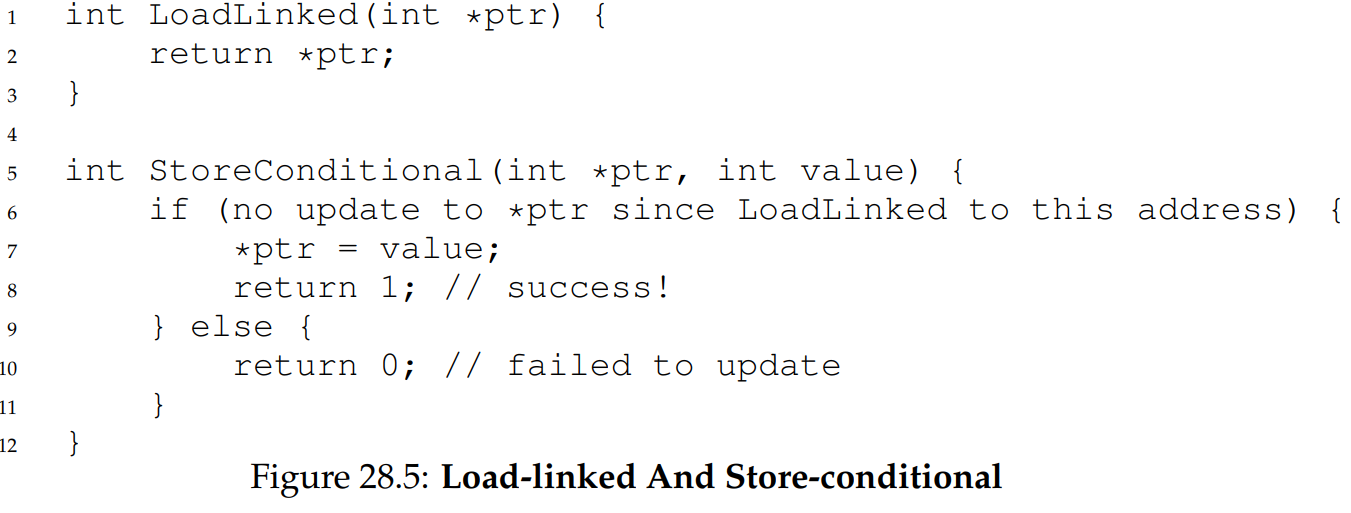 1 int LoadLinked(int *ptr) {
2 return *ptr;
3 }
4
5 int StoreConditional(int *ptr, int value) {
6 if (no update to *ptr since LoadLinked to this address) {
7 *ptr = value;
8 return 1; // success!
9 } else {
10 return 0; // failed to update
11 }
12 }
Figure 28.5: Load-linked And Store-conditional